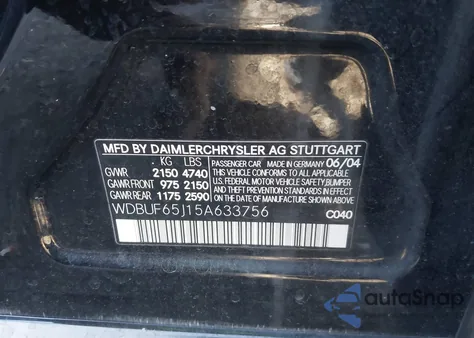 MFD BY DAIMLERCHRYSLER AG STUTTGART
KG LBS PASSENGER CAR MADE IN GERMANY 06/04
GVWR 2150 4740 THIS VEHICLE CONFORMS TO ALL APPLICABLE
GAWR FRONT 975 2150 U.S. FEDERAL MOTOR VEHICLE SAFETY, BUMPER
GAWR REAR 1175 2590 AND THEFT PREVENTION STANDARDS IN EFFECT
ON THE DATE OF MANUFACTURE SHOWN ABOVE
WDBUF65J15A633756 C040
autoSnap